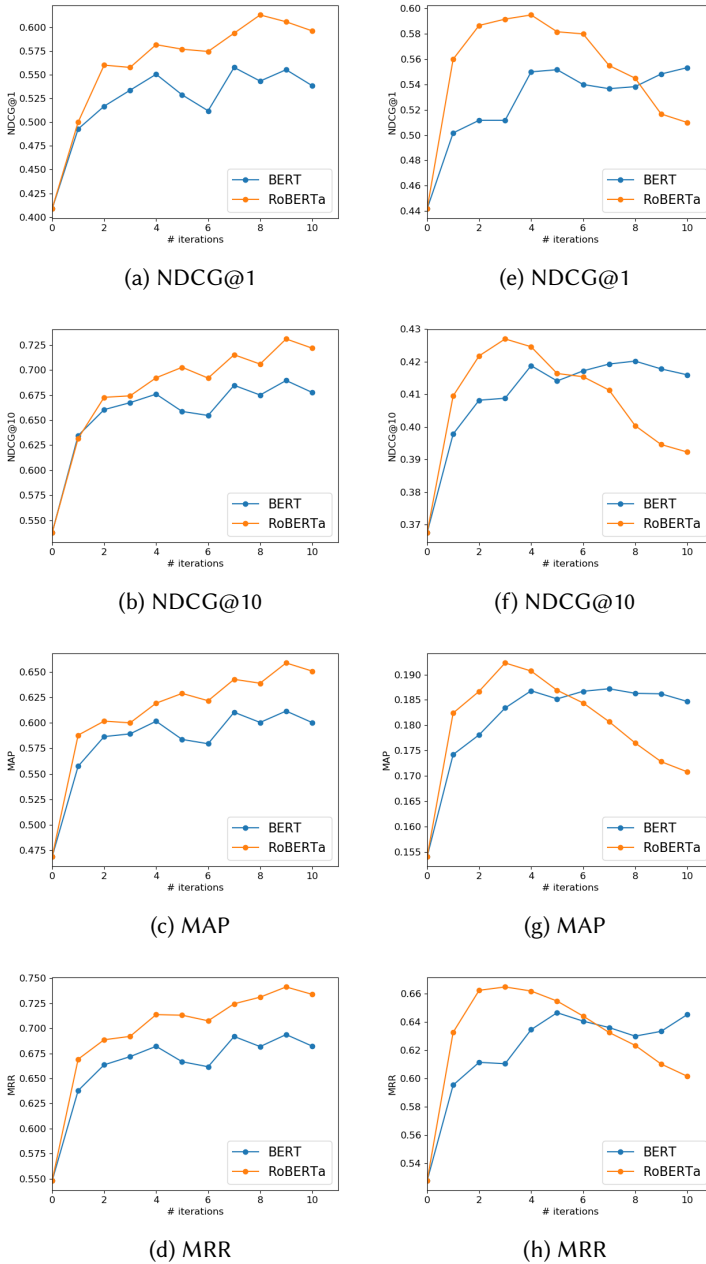 0.600
0.575
0.550
0.525
0.500
0.475
0.450
0.425
0.400
NDCG@1
BERT
RoBERTa
0 2 4 6 8 10
# iterations
(a) NDCG@1
0.60
0.58
0.56
0.54
0.52
0.50
0.48
0.46
0.44
NDCG@1
BERT
RoBERTa
0 2 4 6 8 10
# iterations
(e) NDCG@1
0.725
0.700
0.675
0.650
0.625
0.600
0.575
0.550
NDCG@10
BERT
RoBERTa
0 2 4 6 8 10
# iterations
(b) NDCG@10
0.43
0.42
0.41
0.40
0.39
0.38
0.37
NDCG@10
BERT
RoBERTa
0 2 4 6 8 10
# iterations
(f) NDCG@10
0.650
0.625
0.600
0.575
0.550
0.525
0.500
0.475
MAP
BERT
RoBERTa
0 2 4 6 8 10
# iterations
(c) MAP
0.190
0.185
0.180
0.175
0.170
0.165
0.160
0.155
MAP
BERT
RoBERTa
0 2 4 6 8 10
# iterations
(g) MAP
0.750
0.725
0.700
0.675
0.650
0.625
0.600
0.575
0.550
MRR
BERT
RoBERTa
0 2 4 6 8 10
# iterations
(d) MRR
0.66
0.64
0.62
0.60
0.58
0.56
0.54
MRR
BERT
RoBERTa
0 2 4 6 8 10
# iterations
(h) MRR